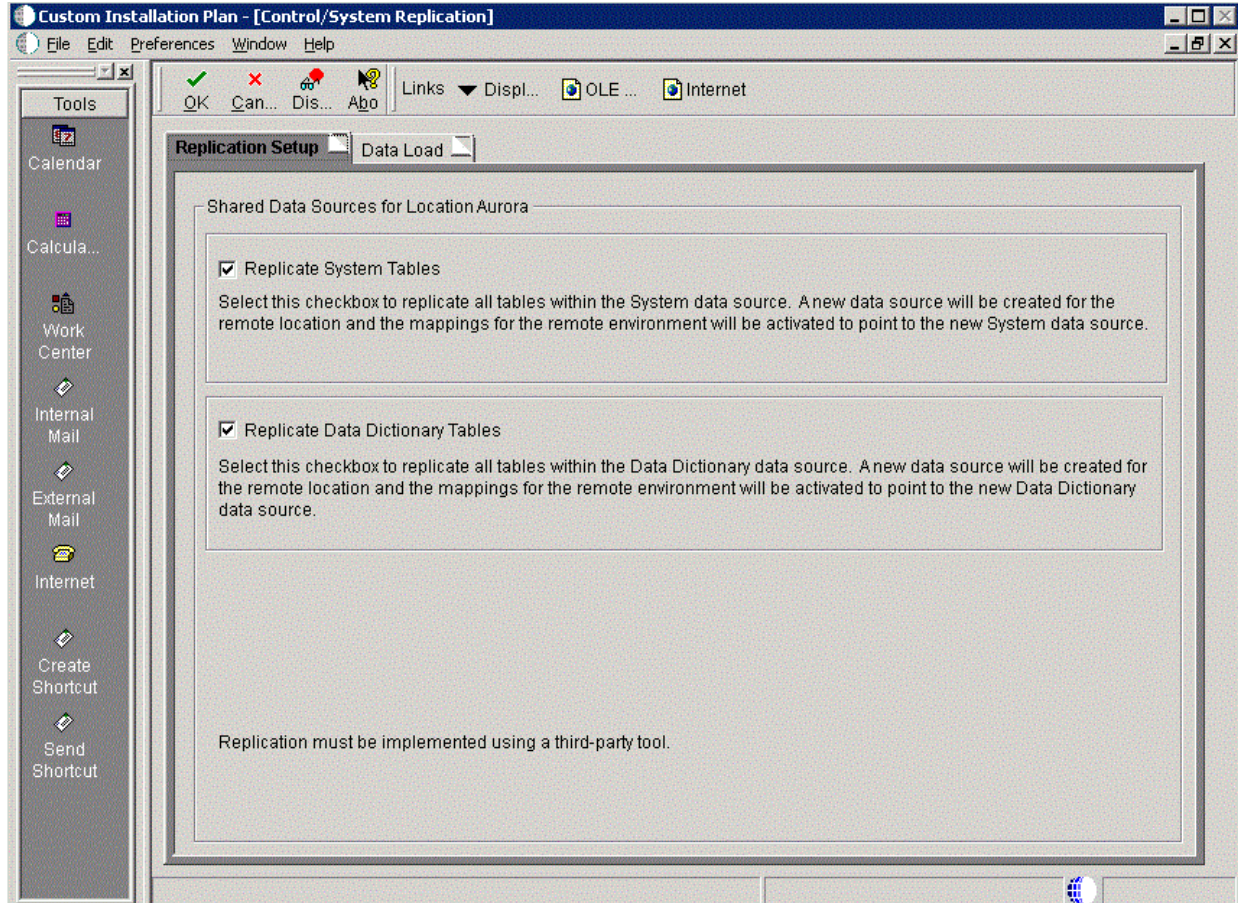 Custom Installation Plan - [Control/System Replication]
File Edit Preferences Window Help
Tools
Calendar
Calcula...
Work
Center
Internal
Mail
External
Mail
Internet
Create
Shortcut
Send
Shortcut
OK Can... Dis... Abo Links Displ... OLE ... Internet
Replication Setup Data Load
Shared Data Sources for Location Aurora
Replicate System Tables
Select this checkbox to replicate all tables within the System data source. A new data source will be created for the
remote location and the mappings for the remote environment will be activated to point to the new System data source.
Replicate Data Dictionary Tables
Select this checkbox to replicate all tables within the Data Dictionary data source. A new data source will be created for
the remote location and the mappings for the remote environment will be activated to point to the new Data Dictionary
data source.
Replication must be implemented using a third-party tool.